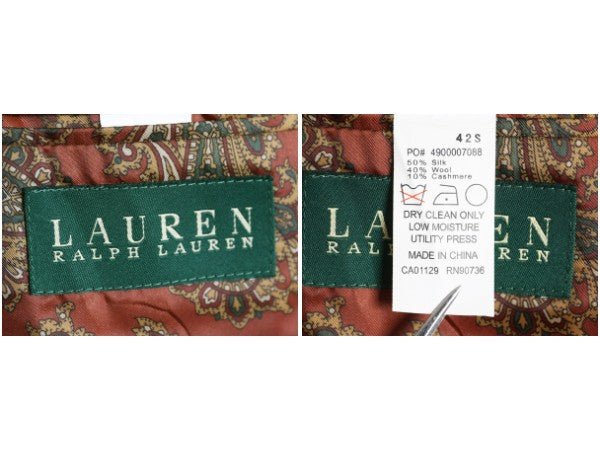 LAUREN
RALPH LAUREN
42S
PO# 4900007088
50% Silk
40% Wool
10% Cashmere
DRY CLEAN ONLY
LOW MOISTURE
UTILITY PRESS
MADE IN CHINA
CA01129 RN90736